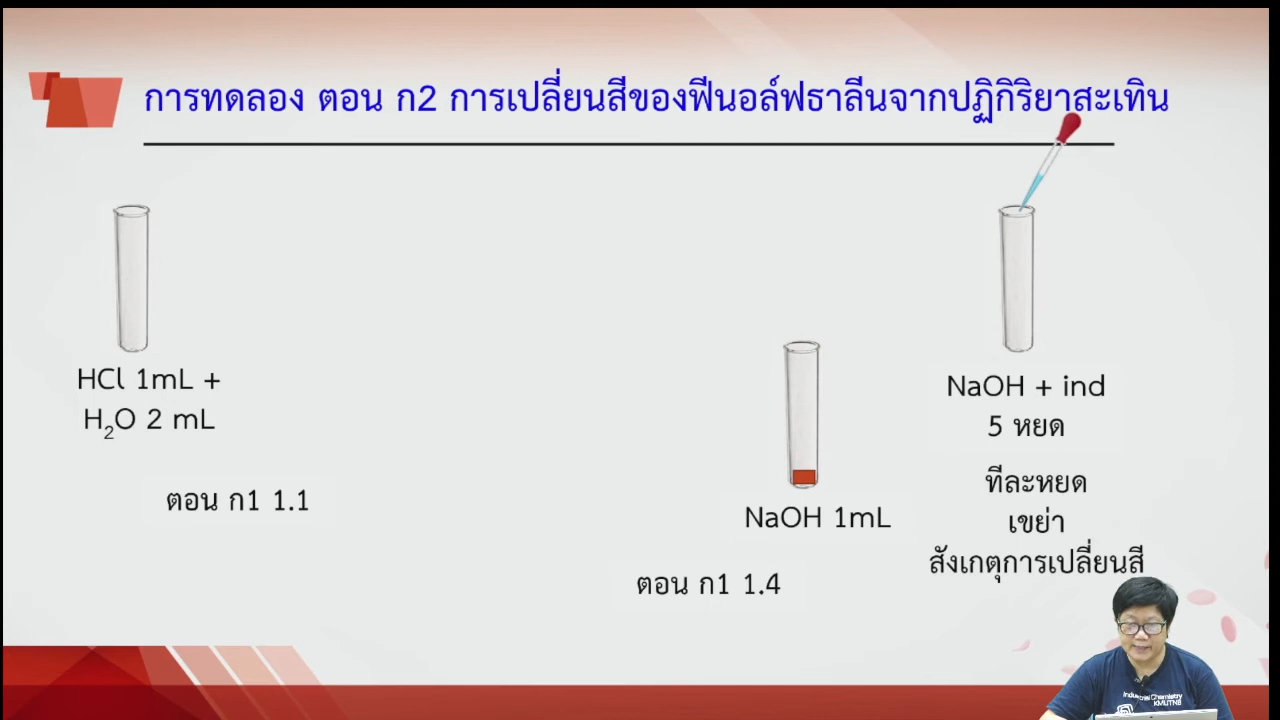 การทดลอง ตอน ก2 การเปลี่ยนสีของฟีนอล์ฟธาลีนจากปฏิกิริยาสะเทิน
HCl 1mL +
H₂O 2 mL
ตอน ก1 1.1
NaOH 1mL
ตอน ก1 1.4
NaOH + ind
5 หยด
ทีละหยด
เขย่า
สังเกตุการเปลี่ยนสี
Industrial Chemistry
KMUTNB